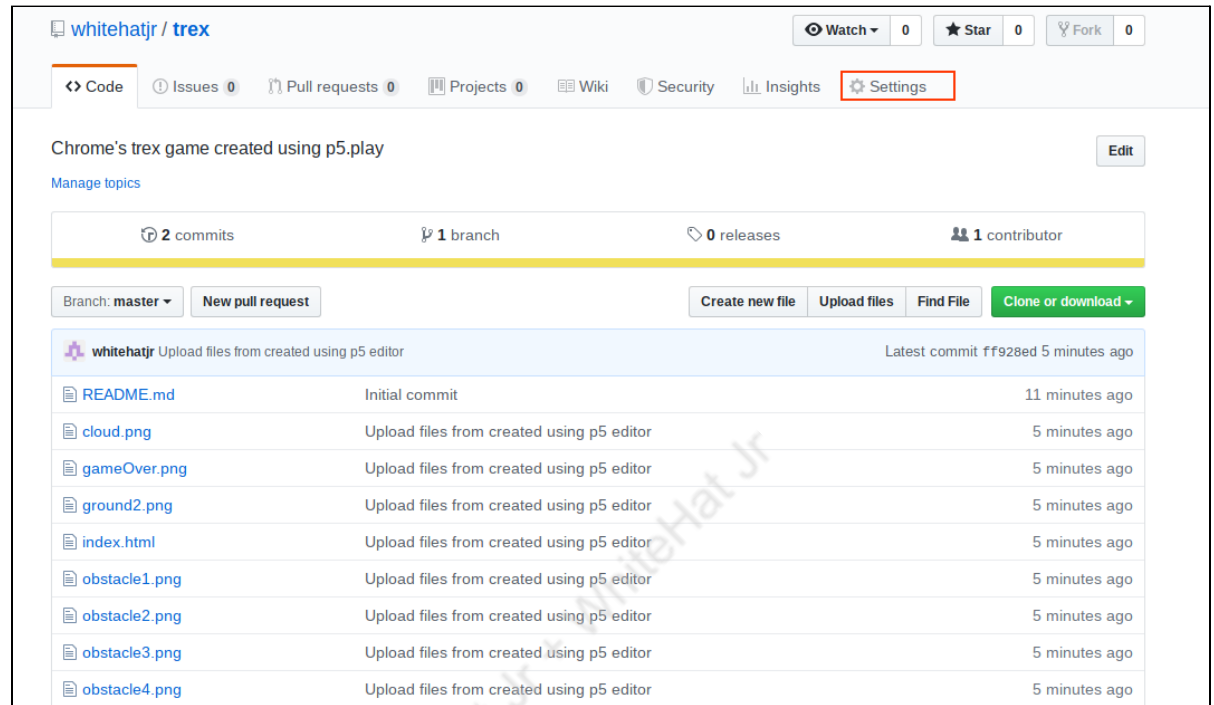 whitehatjr / trex Watch 0 Star 0 Fork 0
<> Code Issues 0 Pull requests 0 Projects 0 Wiki Security Insights Settings
Chrome's trex game created using p5.play Edit
Manage topics
2 commits 1 branch 0 releases 1 contributor
Branch: master New pull request Create new file Upload files Find File Clone or download
whitehatjr Upload files from created using p5 editor Latest commit ff928ed 5 minutes ago
README.md Initial commit 11 minutes ago
cloud.png Upload files from created using p5 editor 5 minutes ago
gameOver.png Upload files from created using p5 editor 5 minutes ago
ground2.png Upload files from created using p5 editor 5 minutes ago
index.html Upload files from created using p5 editor 5 minutes ago
obstacle1.png Upload files from created using p5 editor 5 minutes ago
obstacle2.png Upload files from created using p5 editor 5 minutes ago
obstacle3.png Upload files from created using p5 editor 5 minutes ago
obstacle4.png Upload files from created using p5 editor 5 minutes ago
Jr + WhiteHat Jr